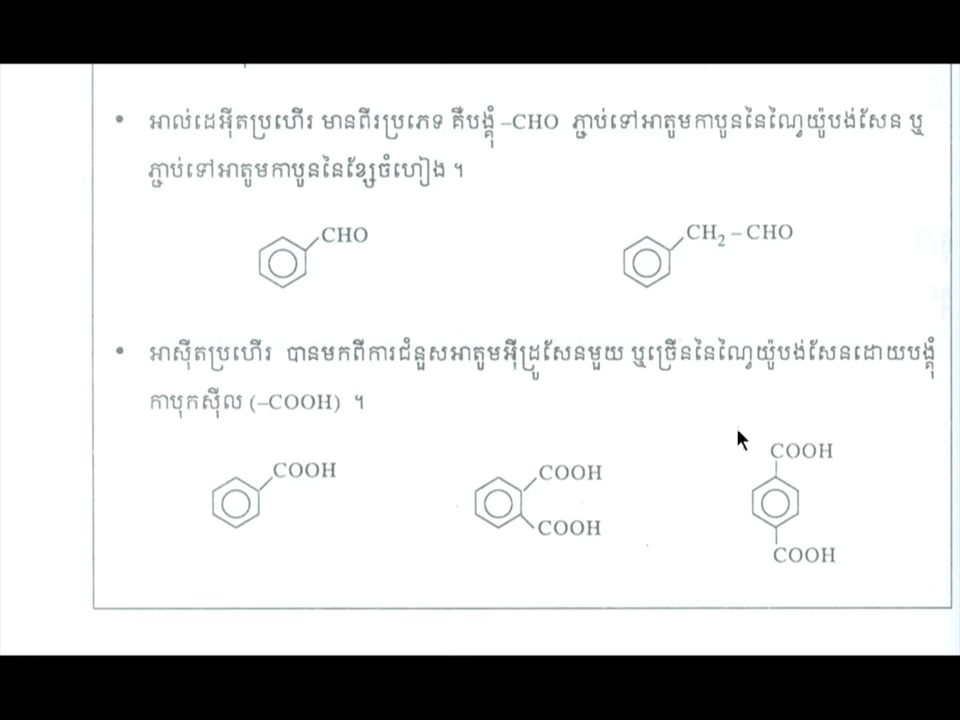 • អាល់ដេអ៊ីតប្រហើរ មានពីរប្រភេទ គឺបង្គុំ –CHO ភ្ជាប់ទៅអាតូមកាបូននៃណ្វៃយ៉ូបង់សែន ឬ
ភ្ជាប់ទៅអាតូមកាបូននៃខ្សែចំហៀង ។
CHO
CH₂ – CHO
• អាស៊ីតប្រហើរ បានមកពីការជំនួសអាតូមអ៊ីដ្រូសែនមួយ ឬច្រើននៃណ្វៃយ៉ូបង់សែនដោយបង្គុំ
កាបុកស៊ីល (–COOH) ។
COOH
COOH
COOH
COOH
COOH